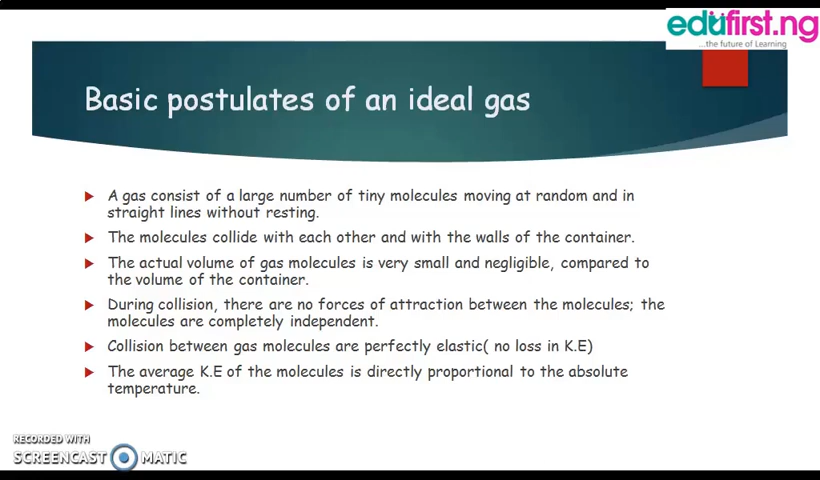 edufirst.ng
...the future of Learning
Basic postulates of an ideal gas
A gas consist of a large number of tiny molecules moving at random and in
straight lines without resting.
The molecules collide with each other and with the walls of the container.
The actual volume of gas molecules is very small and negligible, compared to
the volume of the container.
During collision, there are no forces of attraction between the molecules; the
molecules are completely independent.
Collision between gas molecules are perfectly elastic( no loss in K.E)
The average K.E of the molecules is directly proportional to the absolute
temperature.
RECORDED WITH
SCREENCAST MATIC